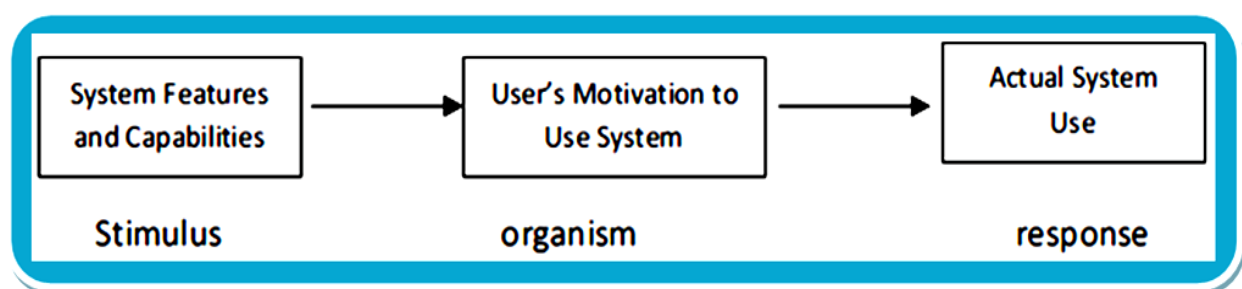 System Features
and Capabilities
User's Motivation to
Use System
Actual System
Use
Stimulus
organism
response